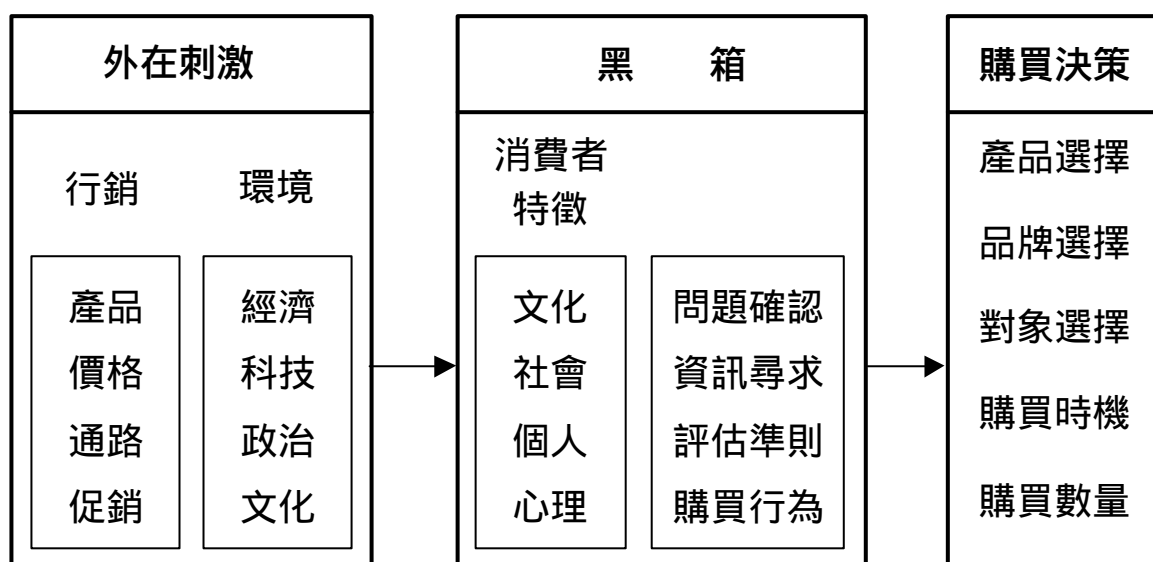 外在刺激
行銷 環境
產品 經濟
價格 科技
通路 政治
促銷 文化
黑 箱
消費者
特徵
文化 問題確認
社會 資訊尋求
個人 評估準則
心理 購買行為
購買決策
產品選擇
品牌選擇
對象選擇
購買時機
購買數量